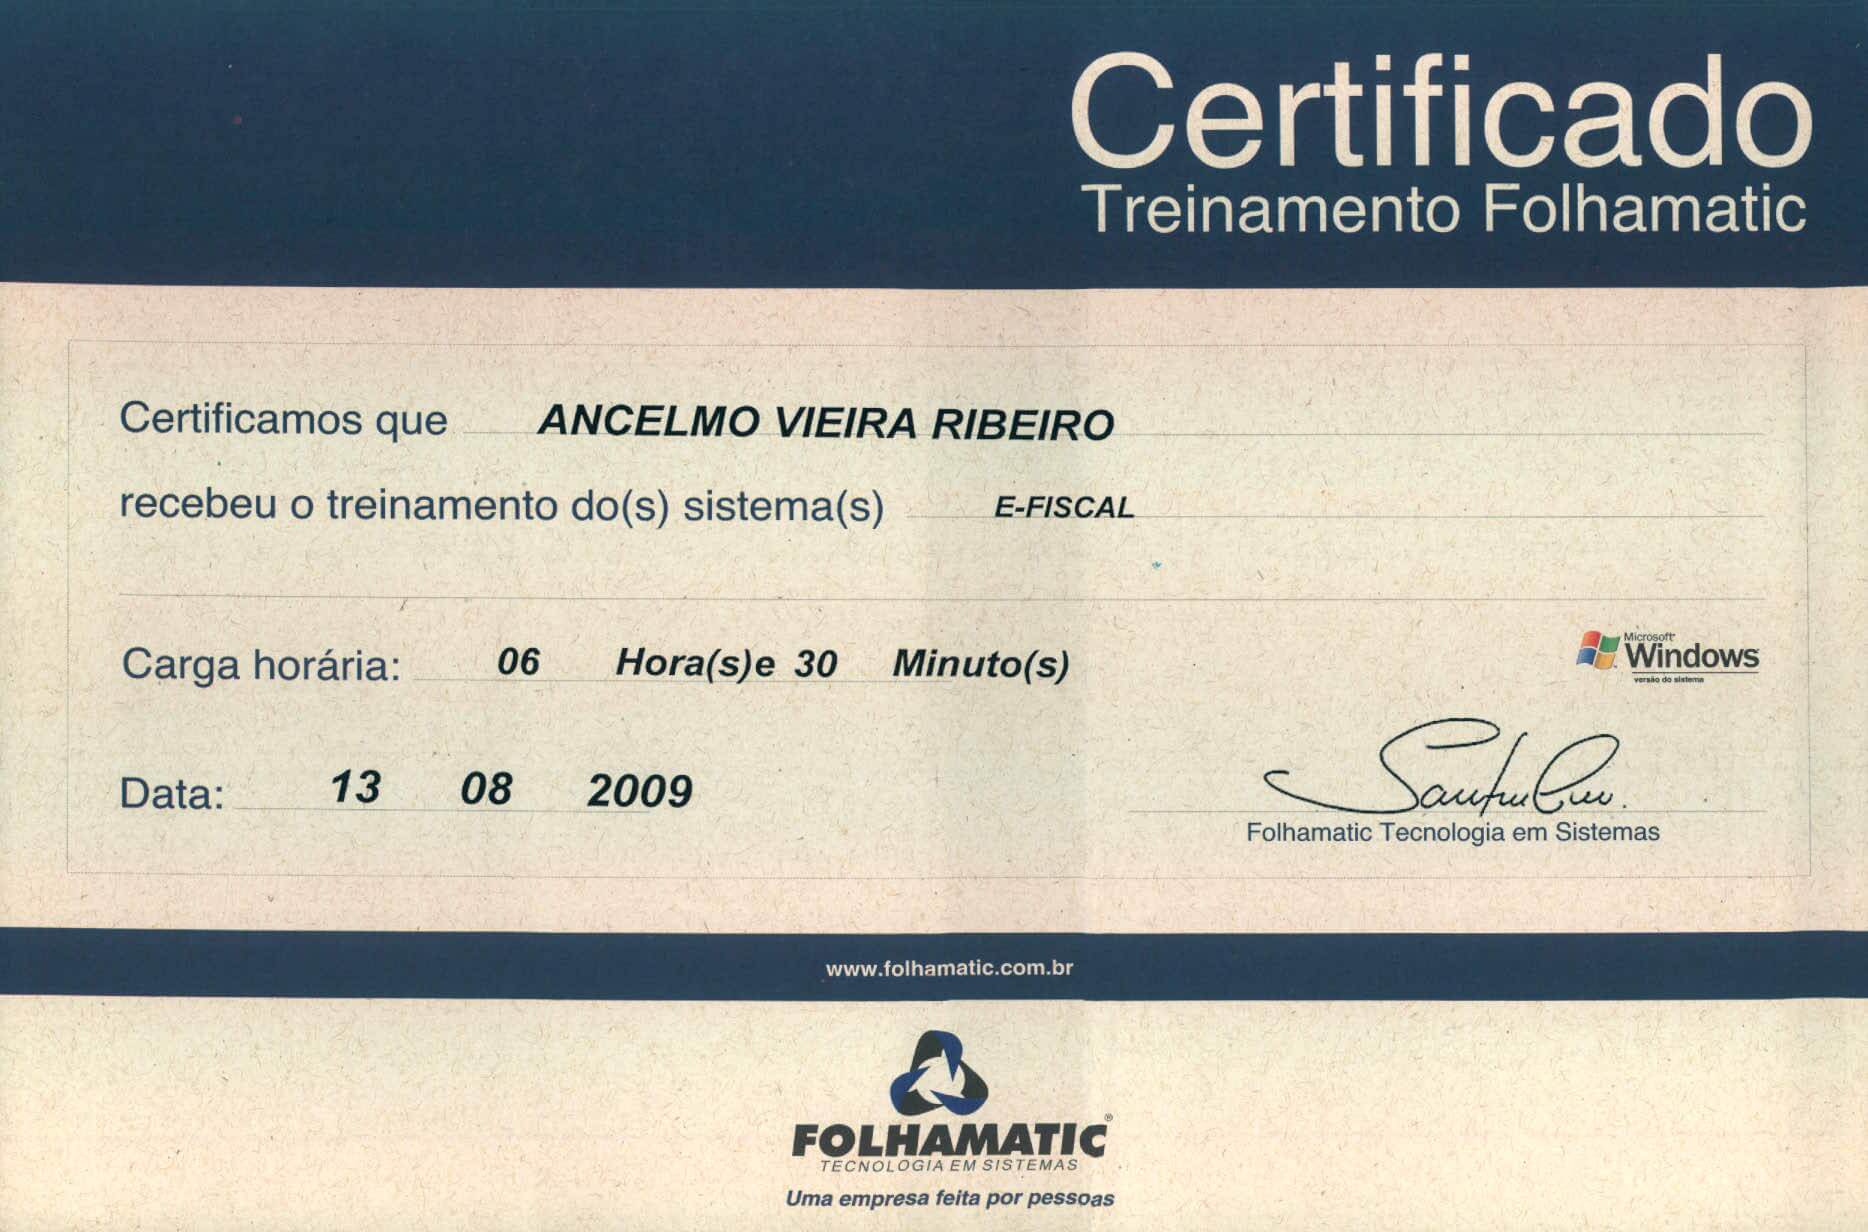 Certificado
Treinamento Folhamatic
Certificamos que ANCELMO VIEIRA RIBEIRO
recebeu o treinamento do(s) sistema(s) E-FISCAL
Carga horária: 06 Hora(s)e 30 Minuto(s)
Microsoft
Windows
versão do sistema
Data: 13 08 2009
Folhamatic Tecnologia em Sistemas
www.folhamatic.com.br
FOLHAMATIC®
TECNOLOGIA EM SISTEMAS
Uma empresa feita por pessoas